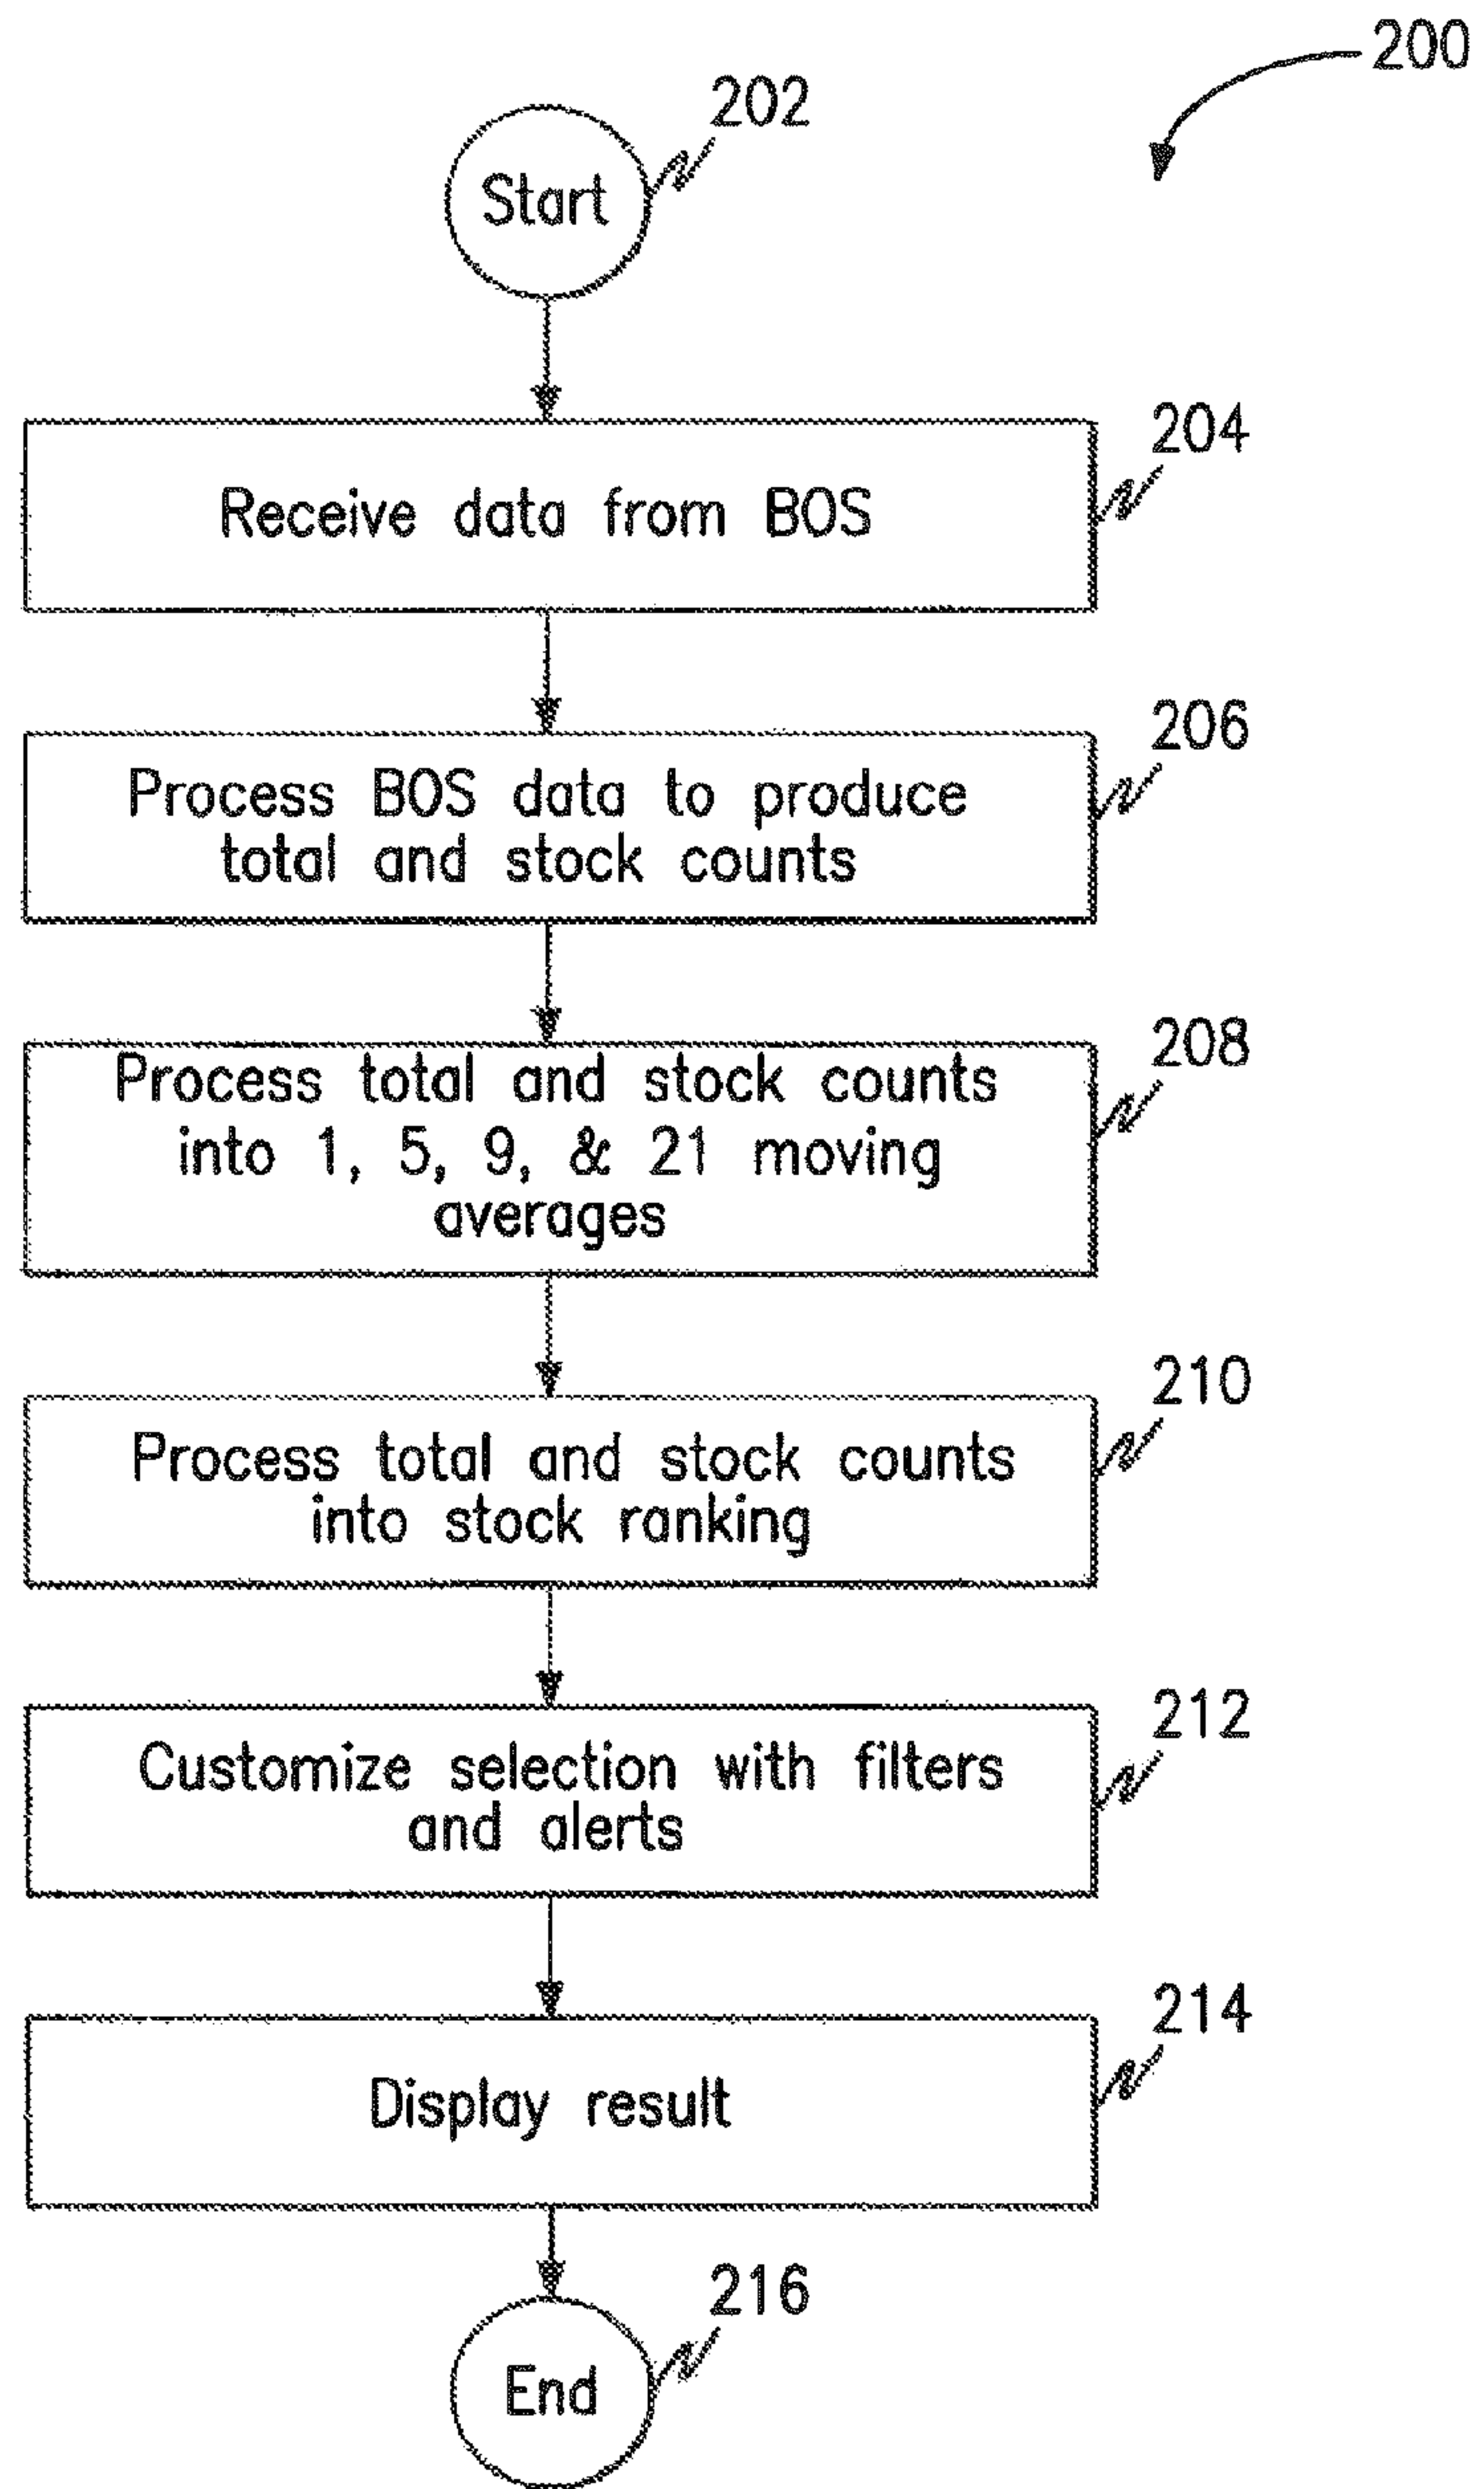 200
202
Start
204
Receive data from BOS
206
Process BOS data to produce
total and stock counts
208
Process total and stock counts
into 1, 5, 9, & 21 moving
averages
210
Process total and stock counts
into stock ranking
212
Customize selection with filters
and alerts
214
Display result
216
End